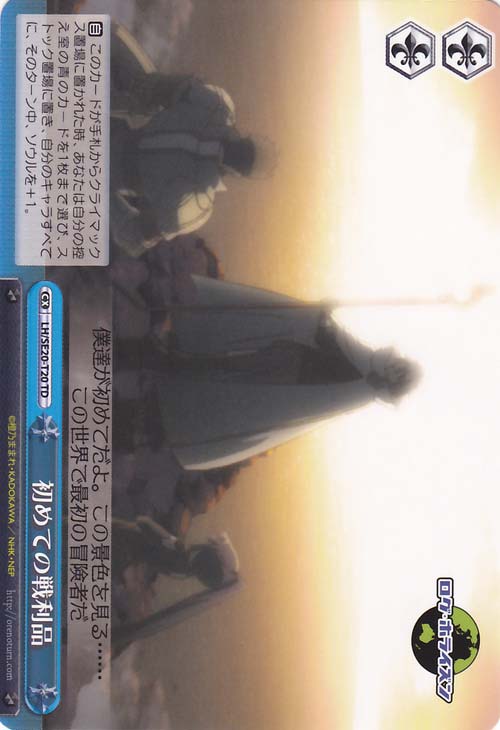 【自】 このカードが手札からクライマック
ス置場に置かれた時、あなたは自分の控
え室の青のカードを1枚まで選び、ス
トック置場に置き、自分のキャラすべて
に、そのターン中、ソウルを+1。
僕達が初めてだよ。この景色を見る……
この世界で最初の冒険者だ
CX LH/SE20-T20 TD
初めての戦利品
©橙乃ままれ・KADOKAWA / NHK・NEP
http://orenoturn.com
ログ・ホライズン